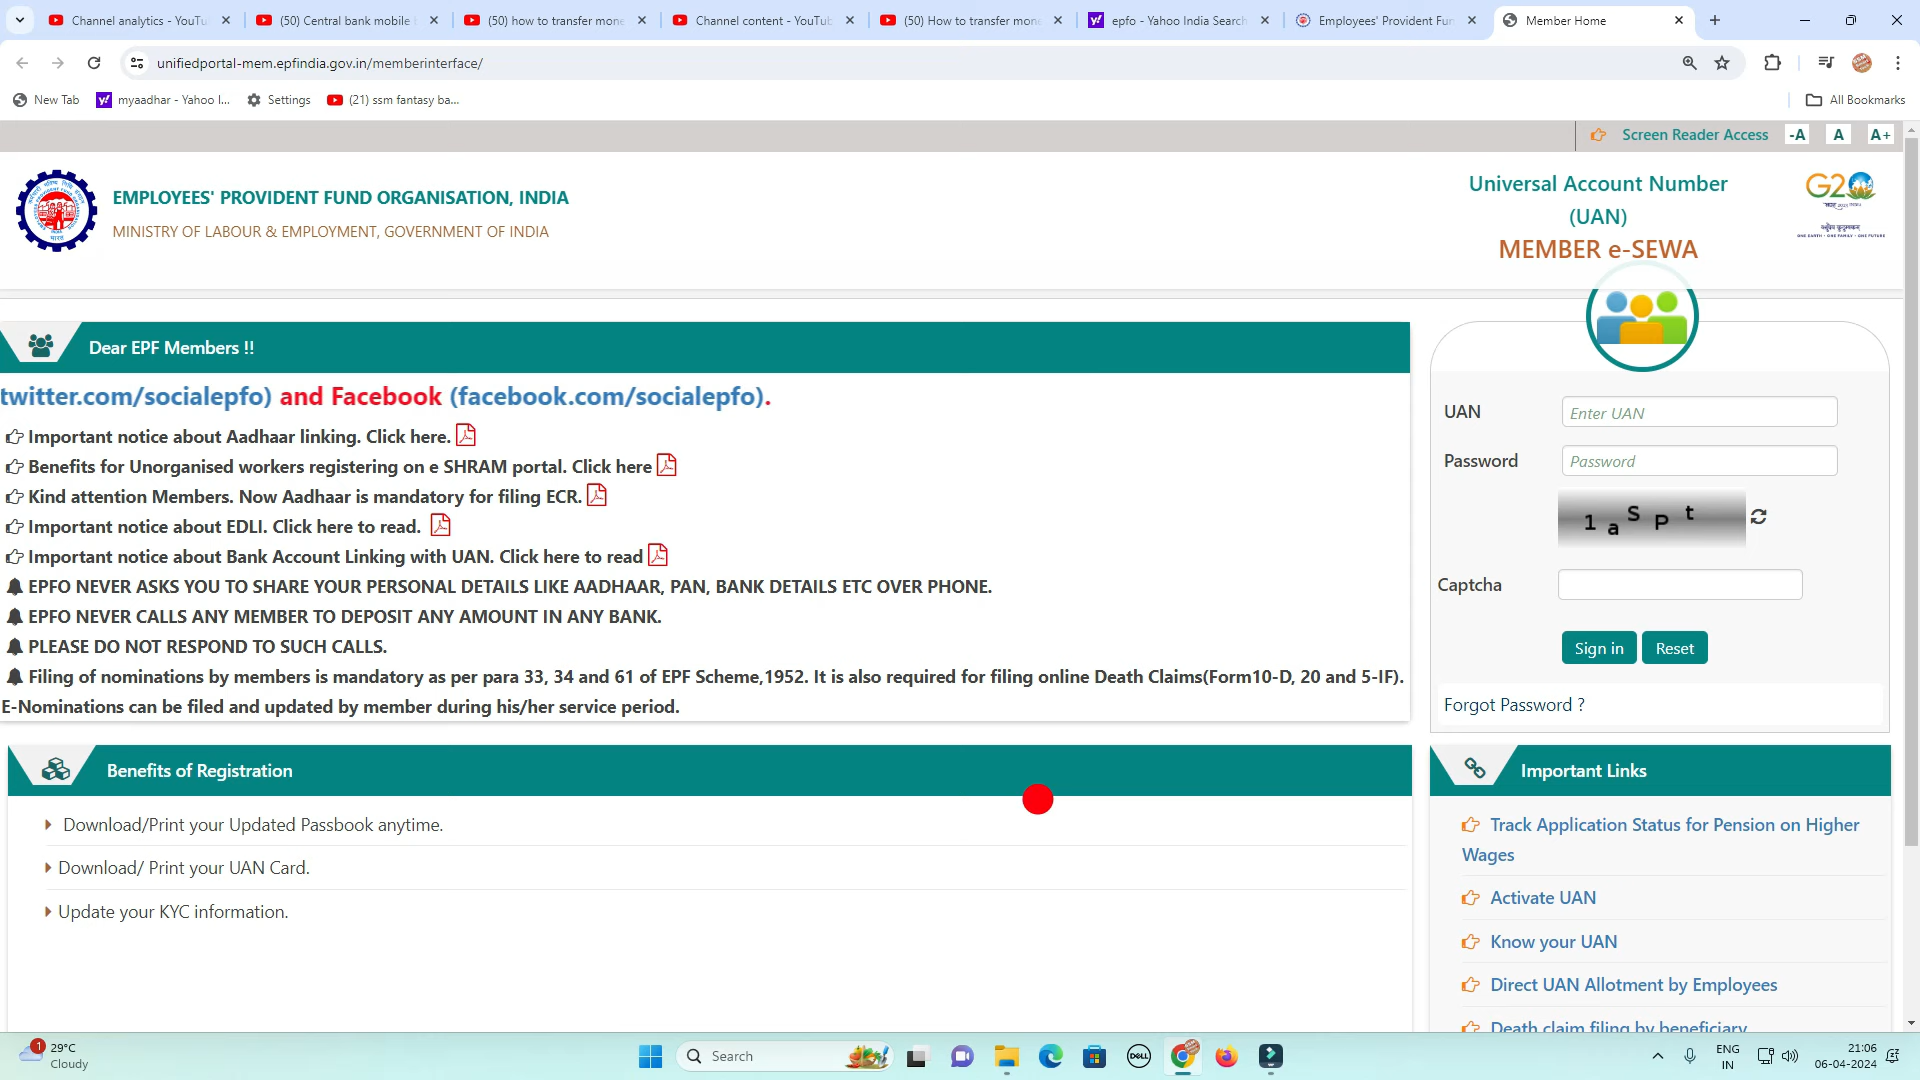 Channel analytics - YouTu
(50) Central bank mobile
(50) how to transfer mone
Channel content - YouTub
(50) How to transfer mone
epfo - Yahoo India Search
Employees' Provident Fun
Member Home
unifiedportal-mem.epfindia.gov.in/memberinterface/
New Tab
myaadhar - Yahoo I...
Settings
(21) ssm fantasy ba...
All Bookmarks
Screen Reader Access
-A
A
A+
EMPLOYEES' PROVIDENT FUND ORGANISATION, INDIA
MINISTRY OF LABOUR & EMPLOYMENT, GOVERNMENT OF INDIA
Universal Account Number
(UAN)
MEMBER e-SEWA
G20
वसुधैव कुटुम्बकम्
ONE EARTH • ONE FAMILY • ONE FUTURE
Dear EPF Members !!
twitter.com/socialepfo) and Facebook (facebook.com/socialepfo).
Important notice about Aadhaar linking. Click here.
Benefits for Unorganised workers registering on e SHRAM portal. Click here
Kind attention Members. Now Aadhaar is mandatory for filing ECR.
Important notice about EDLI. Click here to read.
Important notice about Bank Account Linking with UAN. Click here to read
EPFO NEVER ASKS YOU TO SHARE YOUR PERSONAL DETAILS LIKE AADHAAR, PAN, BANK DETAILS ETC OVER PHONE.
EPFO NEVER CALLS ANY MEMBER TO DEPOSIT ANY AMOUNT IN ANY BANK.
PLEASE DO NOT RESPOND TO SUCH CALLS.
Filing of nominations by members is mandatory as per para 33, 34 and 61 of EPF Scheme,1952. It is also required for filing online Death Claims(Form10-D, 20 and 5-IF).
E-Nominations can be filed and updated by member during his/her service period.
UAN
Enter UAN
Password
Password
1 a S P t
Captcha
Sign in
Reset
Forgot Password ?
Benefits of Registration
Download/Print your Updated Passbook anytime.
Download/ Print your UAN Card.
Update your KYC information.
Important Links
Track Application Status for Pension on Higher
Wages
Activate UAN
Know your UAN
Direct UAN Allotment by Employees
Death claim filing by beneficiary
1
29°C
Cloudy
Search
DELL
ENG
IN
21:06
06-04-2024